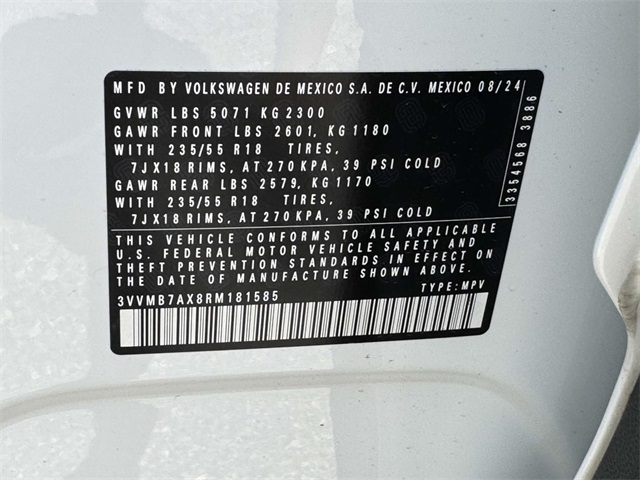 MFD BY VOLKSWAGEN DE MEXICO S.A. DE C.V. MEXICO 08/24
GVWR LBS 5071 KG 2300
GAWR FRONT LBS 2601, KG 1180
WITH 235/55 R18 TIRES,
7JX18 RIMS, AT 270 KPA, 39 PSI COLD
GAWR REAR LBS 2579, KG 1170
WITH 235/55 R18 TIRES,
7JX18 RIMS, AT 270 KPA, 39 PSI COLD
THIS VEHICLE CONFORMS TO ALL APPLICABLE
U.S. FEDERAL MOTOR VEHICLE SAFETY AND
THEFT PREVENTION STANDARDS IN EFFECT ON
THE DATE OF MANUFACTURE SHOWN ABOVE.
3VVMB7AX8RM181585 TYPE: MPV
3354568 3886